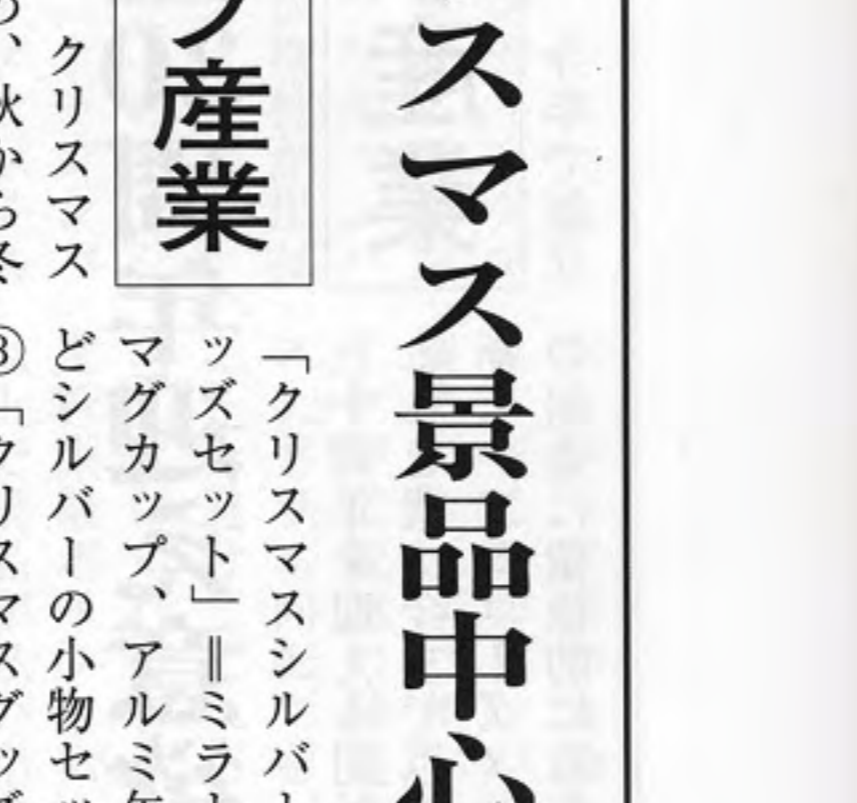 スマス景品中心
産業
「クリスマスシルバ
ッズセット」＝ミラ
マグカップ、アルミ
クリスマス
どシルバーの小物セッ
、秋から冬
③「クリスマスグッズ